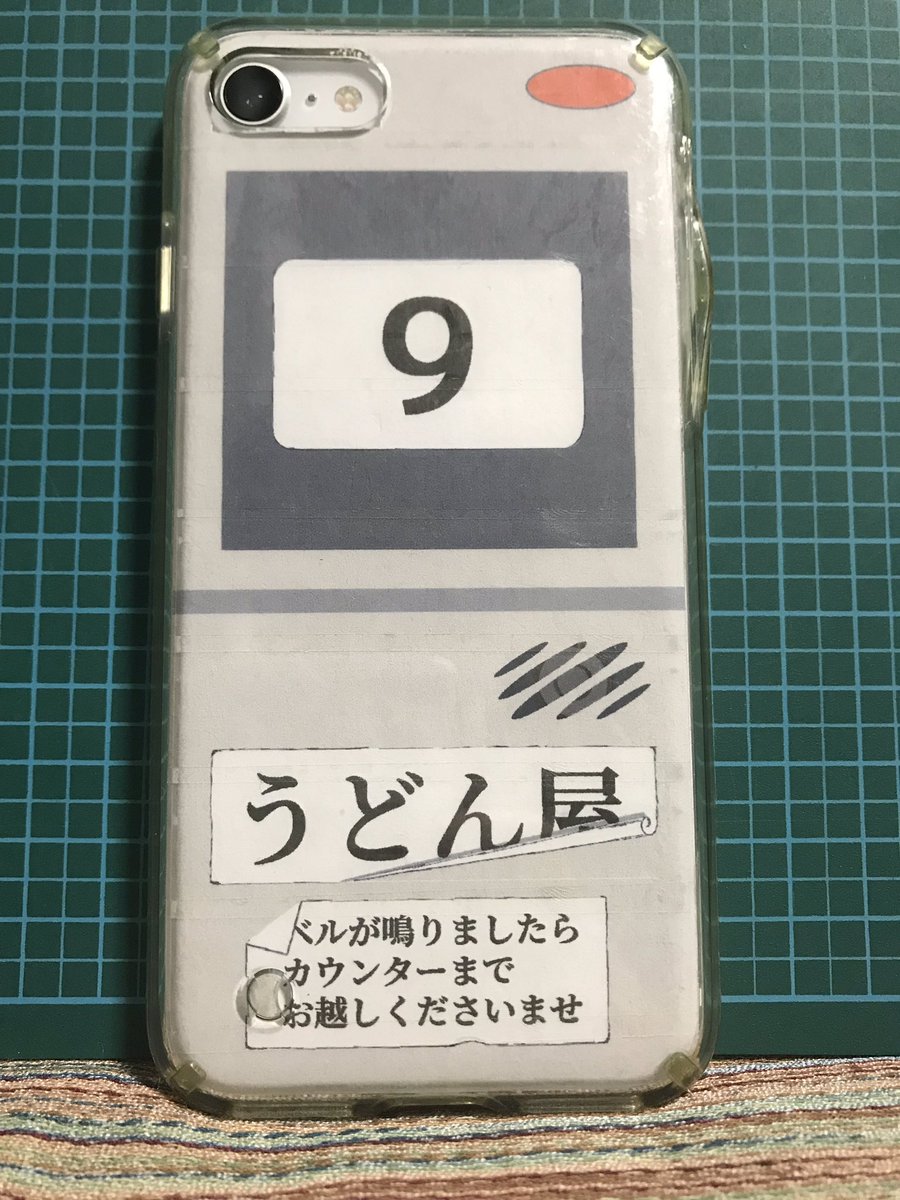 9
うどん屋
ベルが鳴りましたら
カウンターまで
お越しくださいませ